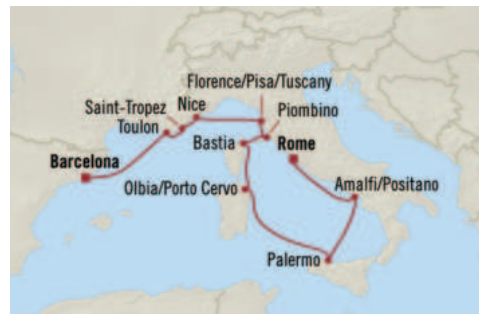 Florence/Pisa/Tuscany
Saint-Tropez
Nice
Piombino
Toulon
Bastia
Rome
Barcelona
Olbia/Porto Cervo
Amalfi/Positano
Palermo